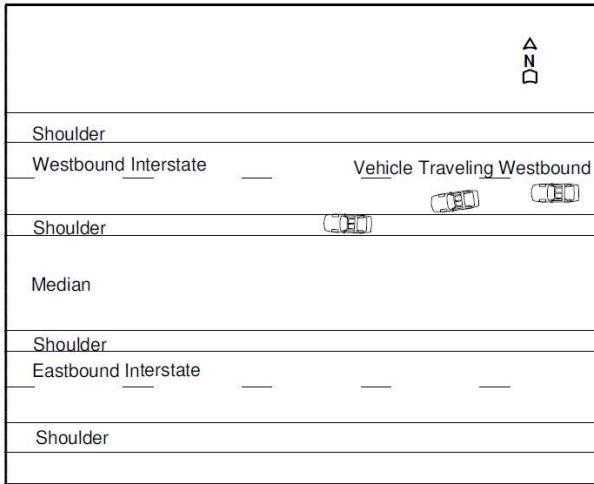 N
Shoulder
Westbound Interstate
Vehicle Traveling Westbound
Shoulder
Median
Shoulder
Eastbound Interstate
Shoulder